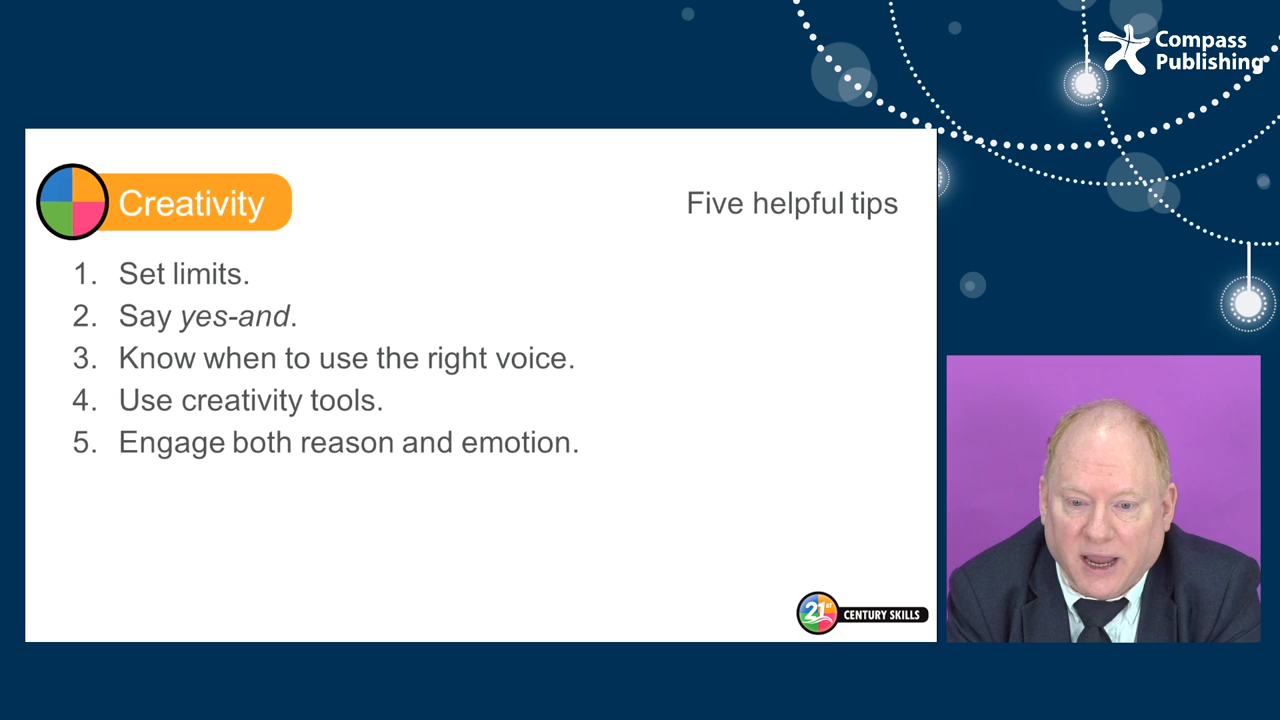 Compass
Publishing
Creativity
Five helpful tips
1. Set limits.
2. Say yes-and.
3. Know when to use the right voice.
4. Use creativity tools.
5. Engage both reason and emotion.
21st CENTURY SKILLS